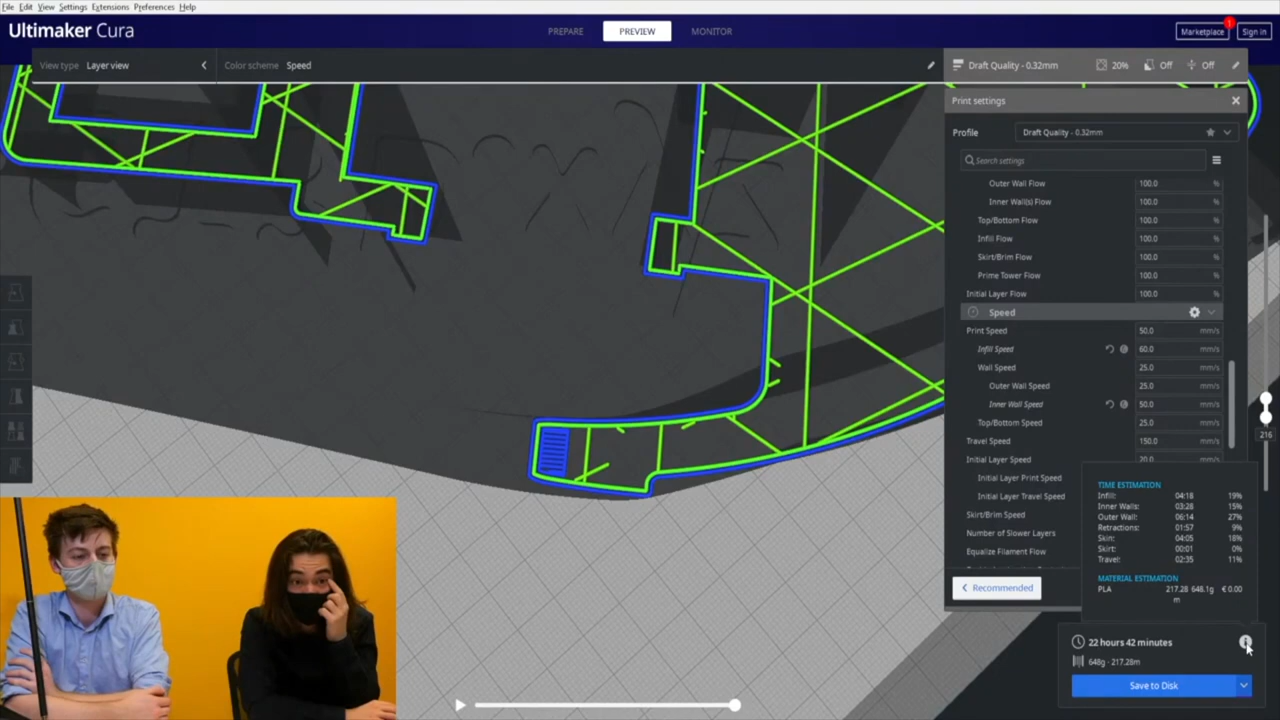 File Edit View Settings Extensions Preferences Help
Ultimaker Cura
PREPARE PREVIEW MONITOR
Marketplace 1 Sign in
View type Layer view Color scheme Speed
Draft Quality - 0.32mm 20% Off Off
Print settings
Profile Draft Quality - 0.32mm
Search settings
Outer Wall Flow 100.0 %
Inner Wall(s) Flow 100.0 %
Top/Bottom Flow 100.0 %
Infill Flow 100.0 %
Skirt/Brim Flow 100.0 %
Prime Tower Flow 100.0 %
Initial Layer Flow 100.0 %
Speed
Print Speed 50.0 mm/s
Infill Speed 60.0 mm/s
Wall Speed 25.0 mm/s
Outer Wall Speed 25.0 mm/s
Inner Wall Speed 50.0 mm/s
Top/Bottom Speed 25.0 mm/s
Travel Speed 150.0 mm/s
Initial Layer Speed 20.0 mm/s
Initial Layer Print Speed
Initial Layer Travel Speed
Skirt/Brim Speed
Number of Slower Layers
Equalize Filament Flow
216
TIME ESTIMATION
Infill: 04:18 19%
Inner Walls: 03:28 15%
Outer Wall: 06:14 27%
Retractions: 01:57 9%
Skin: 04:05 18%
Skirt: 00:01 0%
Travel: 02:35 11%
MATERIAL ESTIMATION
PLA 217.28 648.1g € 0.00
m
Recommended
22 hours 42 minutes
648g · 217.28m
Save to Disk